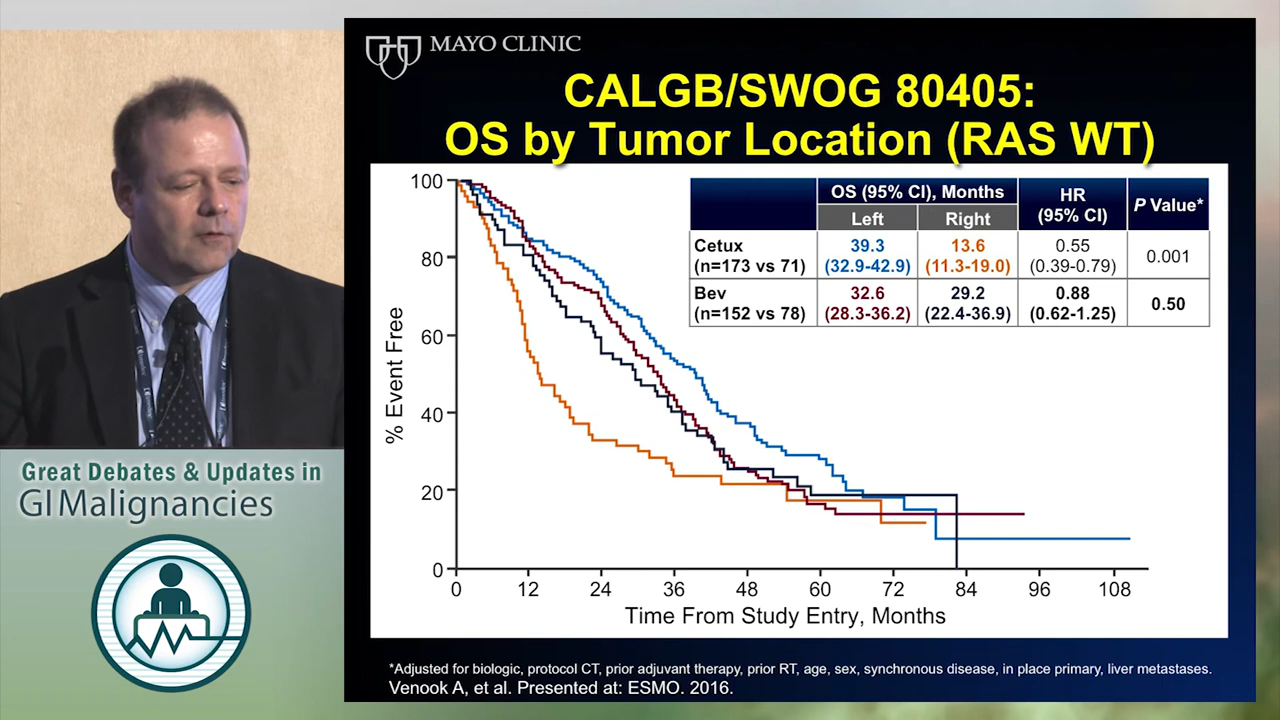 MAYO CLINIC
CALGB/SWOG 80405:
OS by Tumor Location (RAS WT)
OS (95% CI), Months
HR
(95% CI)
P Value*
Left
Right
Cetux
(n=173 vs 71)
39.3
(32.9-42.9)
13.6
(11.3-19.0)
0.55
(0.39-0.79)
0.001
Bev
(n=152 vs 78)
32.6
(28.3-36.2)
29.2
(22.4-36.9)
0.88
(0.62-1.25)
0.50
% Event Free
100
80
60
40
20
0
0 12 24 36 48 60 72 84 96 108
Time From Study Entry, Months
*Adjusted for biologic, protocol CT, prior adjuvant therapy, prior RT, age, sex, synchronous disease, in place primary, liver metastases.
Venook A, et al. Presented at: ESMO. 2016.
Great Debates & Updates in
GI Malignancies